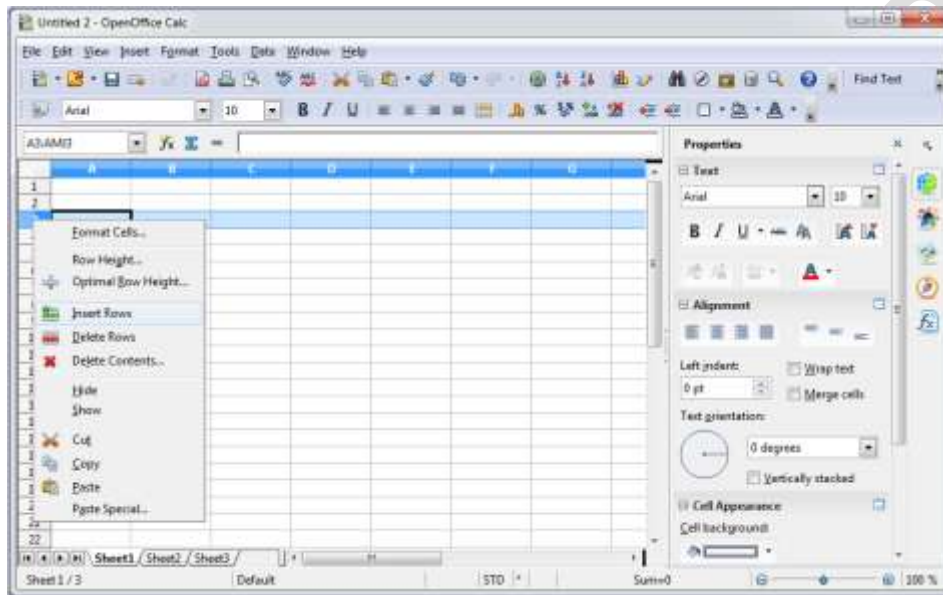 Untitled 2 - OpenOffice Calc
File Edit View Insert Format Tools Data Window Help
Find Text
Arial 10 B I U
A3:AMJ3
A B C D E F G
1
2
22
Format Cells...
Row Height...
Optimal Row Height...
Insert Rows
Delete Rows
Delete Contents...
Hide
Show
Cut
Copy
Paste
Paste Special...
Properties
Text
Arial 10
B I U
Alignment
Left indent:
Wrap text
0 pt
Merge cells
Text orientation:
0 degrees
Vertically stacked
Cell Appearance
Cell background:
Sheet1 Sheet2 Sheet3
Sheet 1 / 3 Default STD * Sum=0 100 %